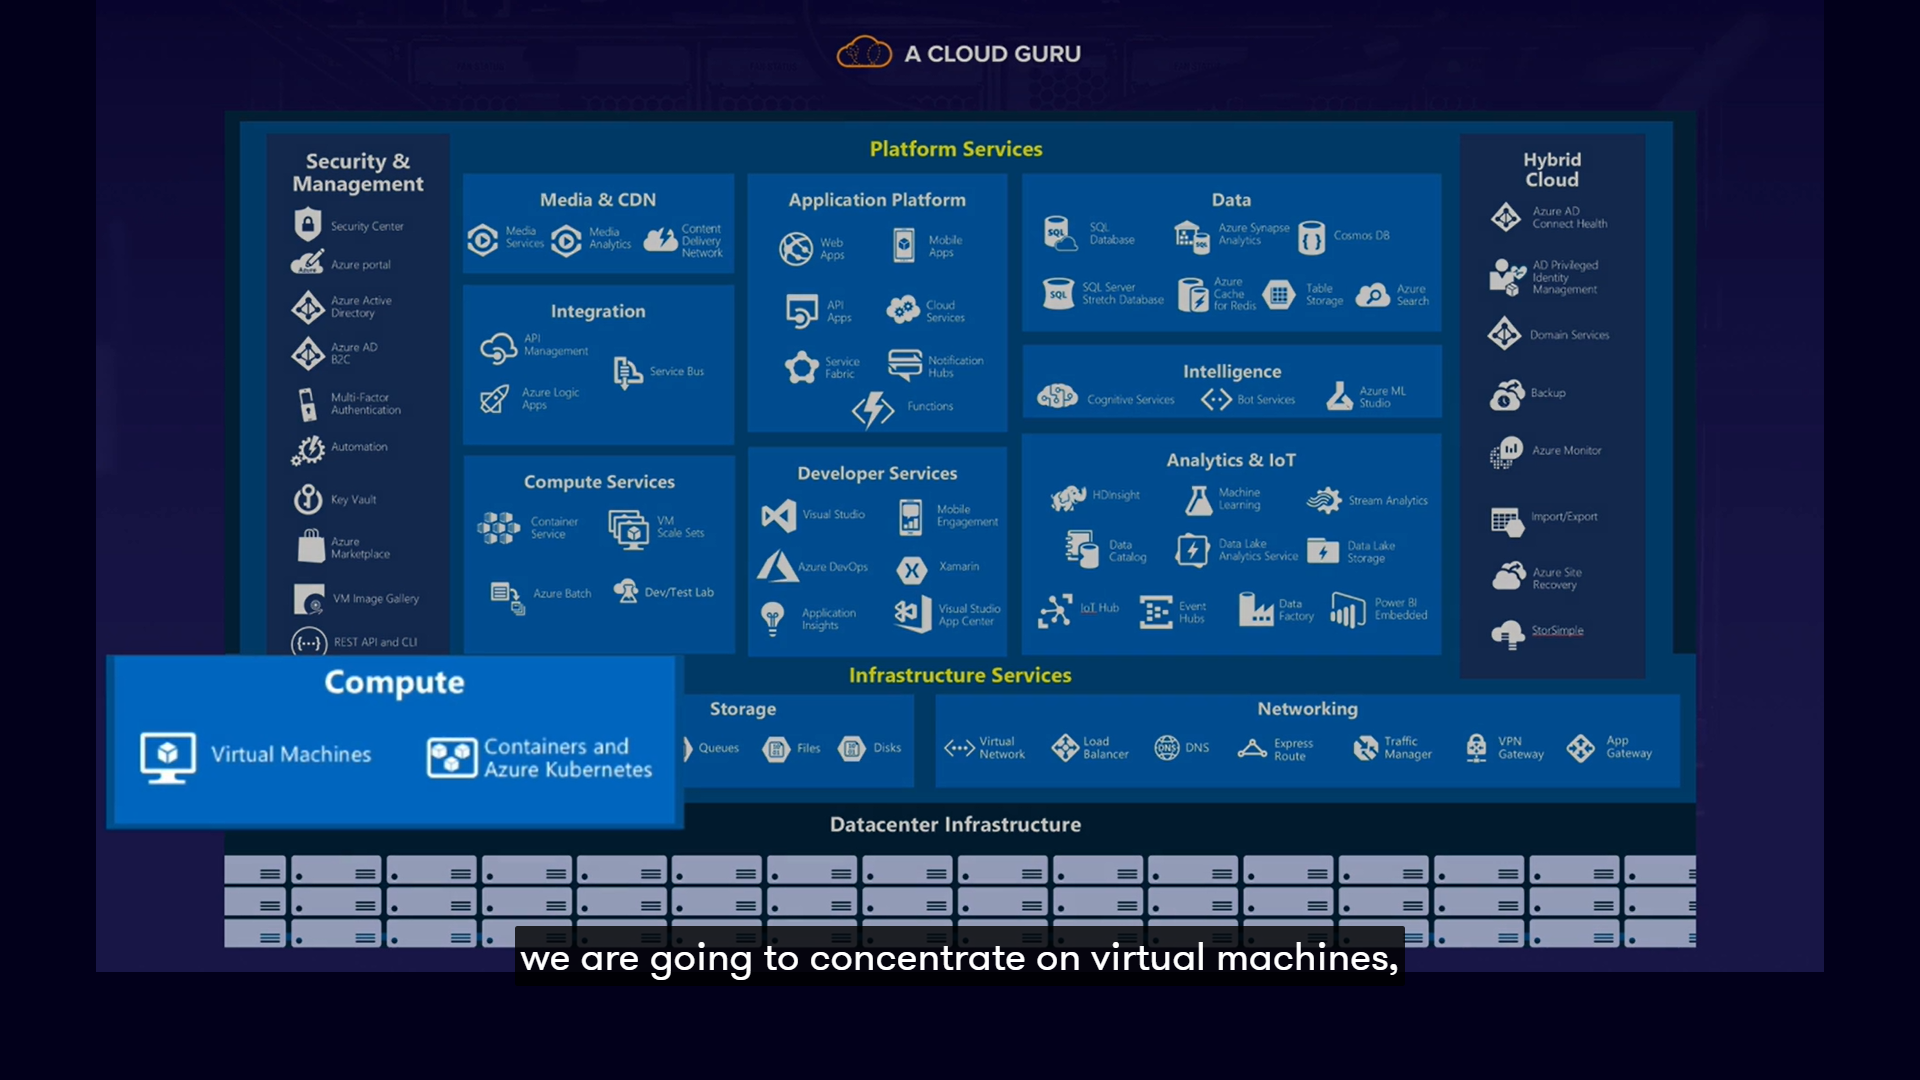 A CLOUD GURU
Platform Services
Security &
Management
Security Center
Azure portal
Azure Active
Directory
Azure AD
B2C
Multi-Factor
Authentication
Automation
Key Vault
Azure
Marketplace
VM Image Gallery
REST API and CLI
Media & CDN
Media
Services
Media
Analytics
Content
Delivery
Network
Integration
API
Management
Service Bus
Azure Logic
Apps
Compute Services
Container
Service
VM
Scale Sets
Azure Batch
Dev/Test Lab
Application Platform
Web
Apps
Mobile
Apps
API
Apps
Cloud
Services
Service
Fabric
Notification
Hubs
Functions
Developer Services
Visual Studio
Mobile
Engagement
Azure DevOps
Xamarin
Application
Insights
Visual Studio
App Center
Data
SQL
Database
Azure Synapse
Analytics
Cosmos DB
SQL Server
Stretch Database
Azure
Cache
for Redis
Table
Storage
Azure
Search
Intelligence
Cognitive Services
Bot Services
Azure ML
Studio
Analytics & IoT
HDInsight
Machine
Learning
Stream Analytics
Data
Catalog
Data Lake
Analytics Service
Data Lake
Storage
IoT Hub
Event
Hubs
Data
Factory
Power BI
Embedded
Hybrid
Cloud
Azure AD
Connect Health
AD Privileged
Identity
Management
Domain Services
Backup
Azure Monitor
Import/Export
Azure Site
Recovery
StorSimple
Infrastructure Services
Compute
Virtual Machines
Containers and
Azure Kubernetes
Storage
Queues
Files
Disks
Networking
Virtual
Network
Load
Balancer
DNS
Express
Route
Traffic
Manager
VPN
Gateway
App
Gateway
Datacenter Infrastructure
we are going to concentrate on virtual machines,